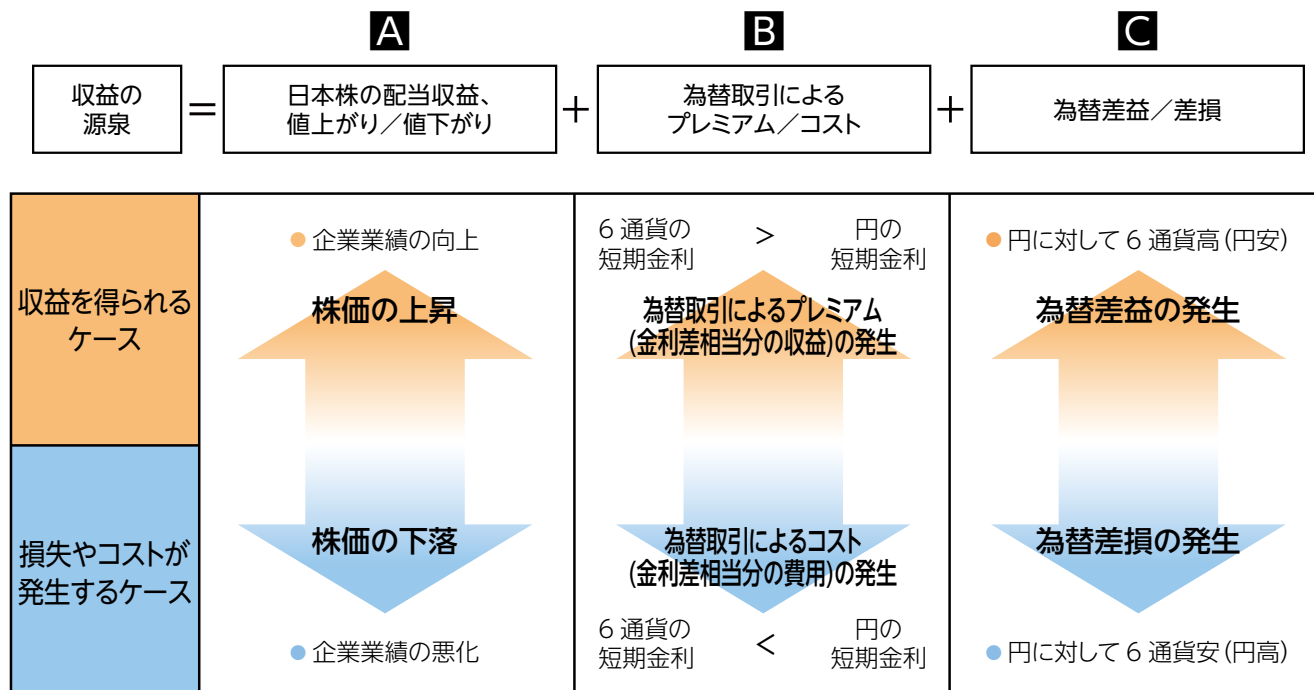 A
B
C
収益の
源泉
=
日本株の配当収益、
値上がり／値下がり
+
為替取引による
プレミアム／コスト
+
為替差益／差損
収益を得られる
ケース
●企業業績の向上
株価の上昇
6通貨の
短期金利
>
円の
短期金利
為替取引によるプレミアム
(金利差相当分の収益)の発生
●円に対して6通貨高(円安)
為替差益の発生
損失やコストが
発生するケース
株価の下落
●企業業績の悪化
為替取引によるコスト
(金利差相当分の費用)の発生
6通貨の
短期金利
<
円の
短期金利
為替差損の発生
●円に対して6通貨安(円高)